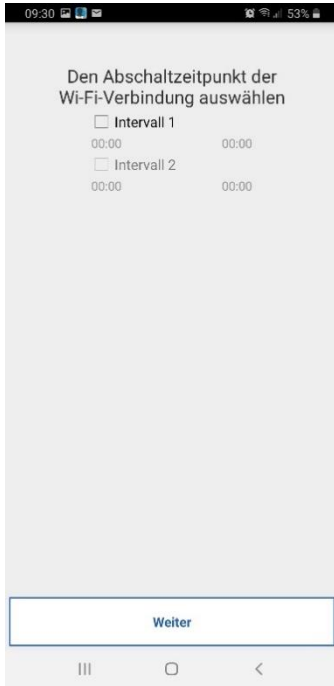 09:30 53%
Den Abschaltzeitpunkt der
Wi-Fi-Verbindung auswählen
Intervall 1
00:00 00:00
Intervall 2
00:00 00:00
Weiter